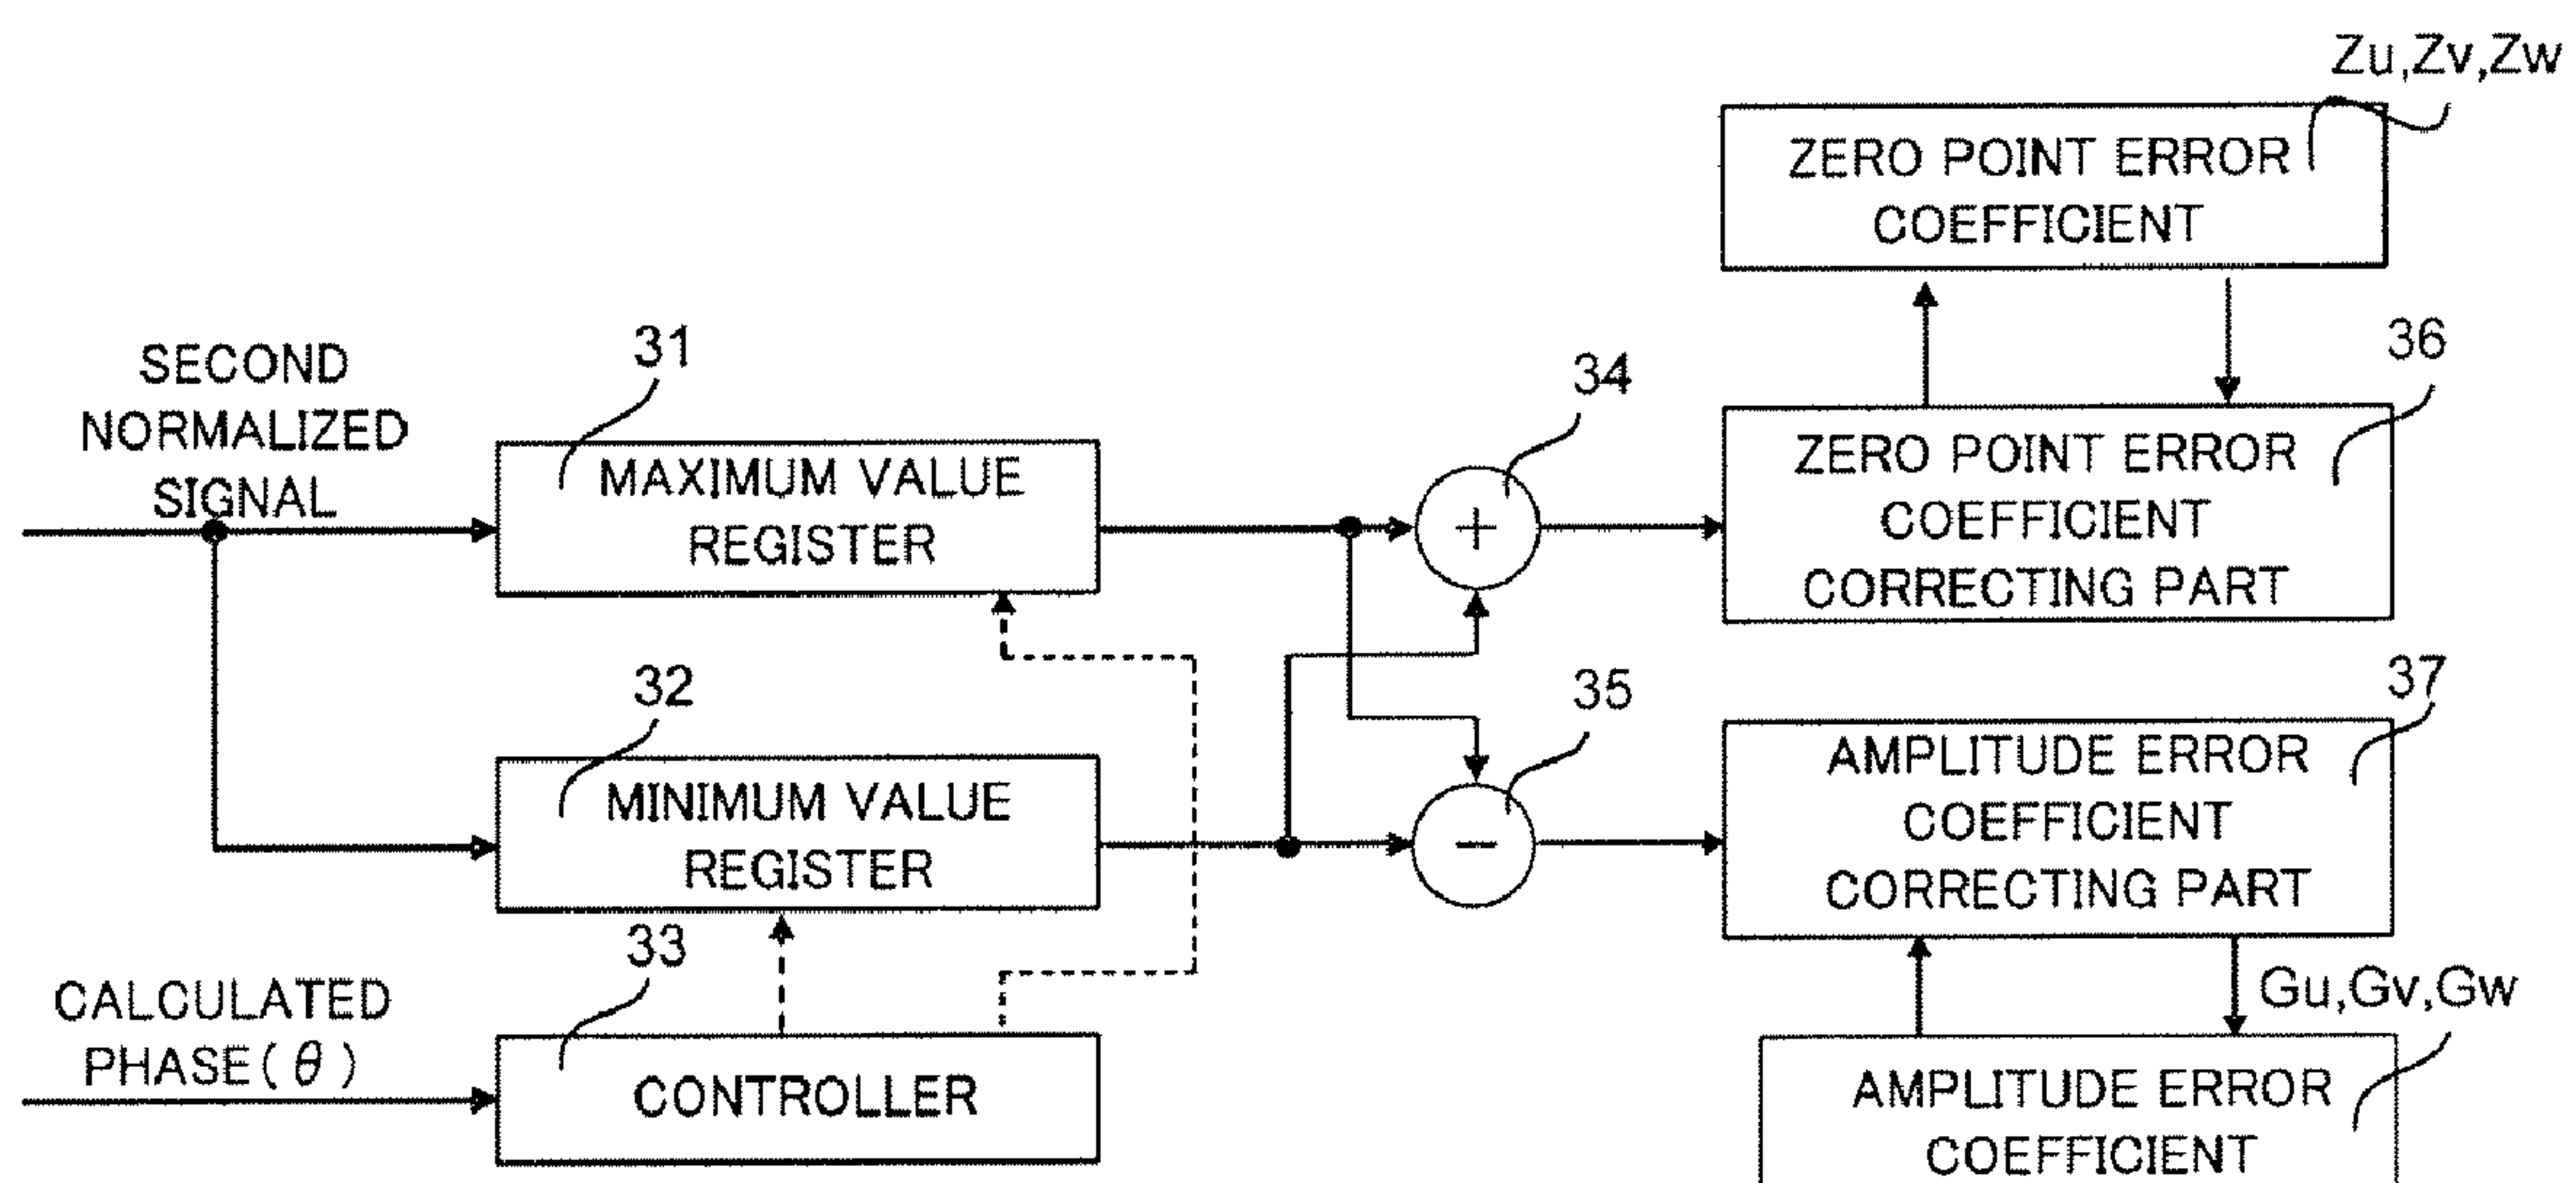 Zu,Zv,Zw
ZERO POINT ERROR
COEFFICIENT
SECOND
NORMALIZED
SIGNAL
31
MAXIMUM VALUE
REGISTER
34
+
36
ZERO POINT ERROR
COEFFICIENT
CORRECTING PART
32
MINIMUM VALUE
REGISTER
35
−
37
AMPLITUDE ERROR
COEFFICIENT
CORRECTING PART
CALCULATED
PHASE(θ)
33
CONTROLLER
Gu,Gv,Gw
AMPLITUDE ERROR
COEFFICIENT